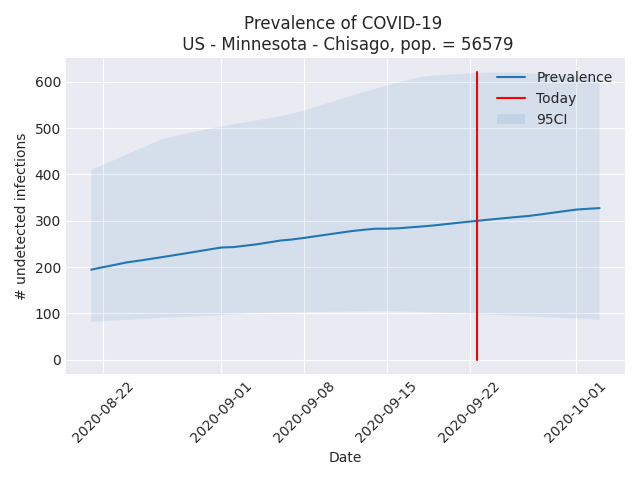 Prevalence of COVID-19
US - Minnesota - Chisago, pop. = 56579
# undetected infections
600
500
400
300
200
100
0
Prevalence
Today
95CI
2020-08-22
2020-09-01
2020-09-08
2020-09-15
2020-09-22
2020-10-01
Date